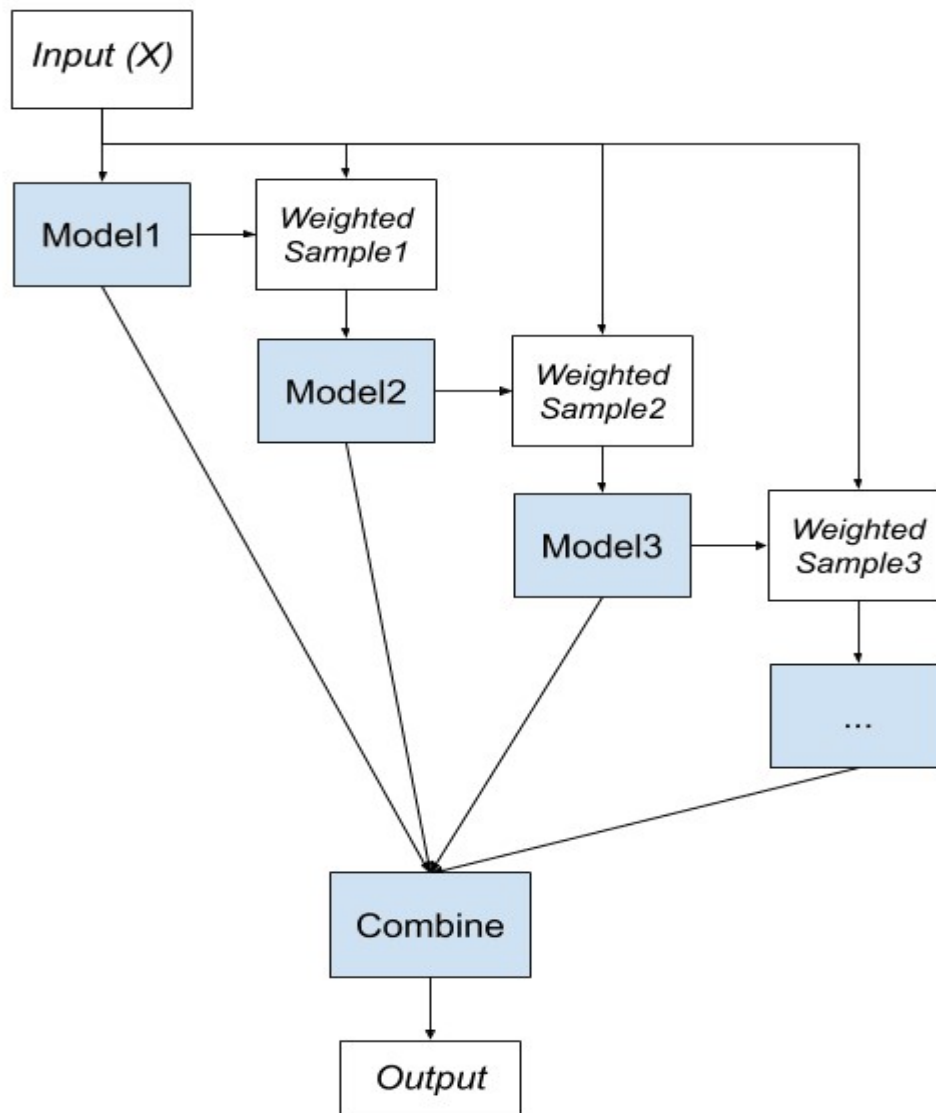 Input (X)
Model1
Weighted
Sample1
Model2
Weighted
Sample2
Model3
Weighted
Sample3
...
Combine
Output